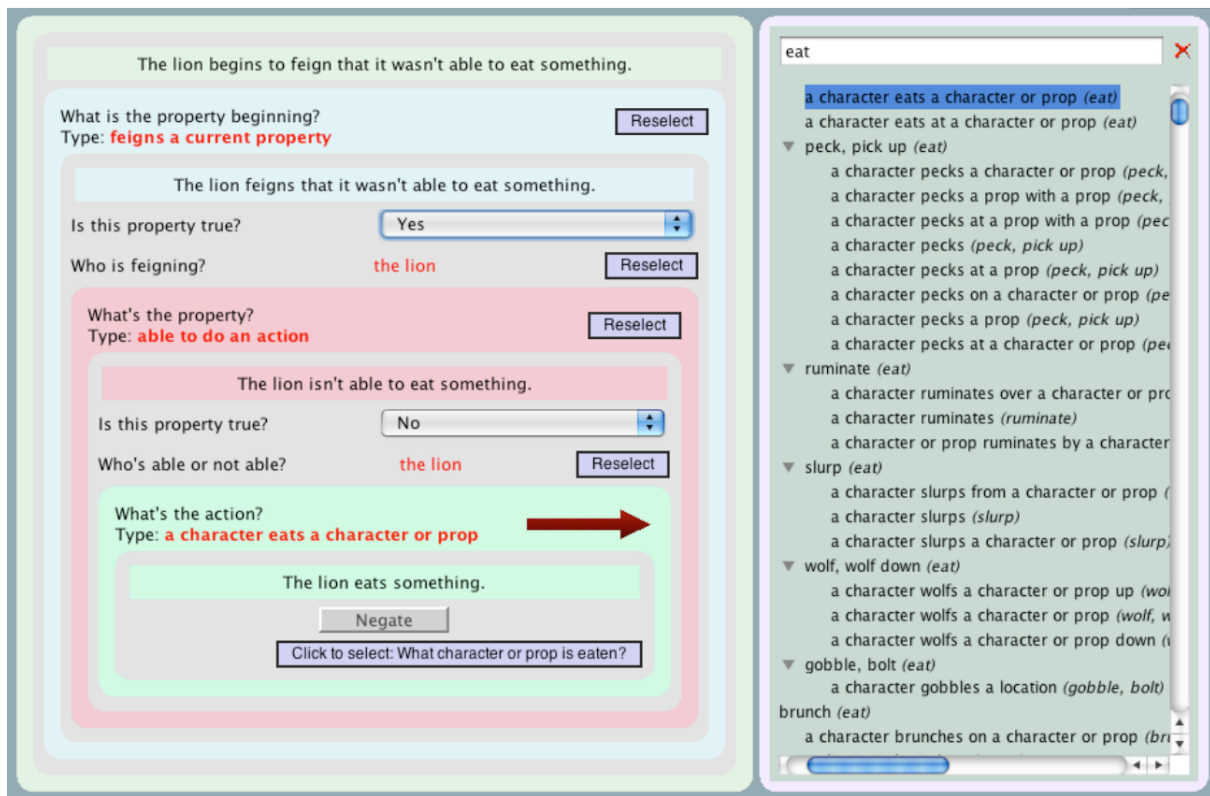 The lion begins to feign that it wasn't able to eat something.
What is the property beginning?
Reselect
Type: feigns a current property
The lion feigns that it wasn't able to eat something.
Is this property true?
Yes
Who is feigning?
the lion
Reselect
What's the property?
Reselect
Type: able to do an action
The lion isn't able to eat something.
Is this property true?
No
Who's able or not able?
the lion
Reselect
What's the action?
Type: a character eats a character or prop
The lion eats something.
Negate
Click to select: What character or prop is eaten?
eat
a character eats a character or prop (eat)
a character eats at a character or prop (eat)
peck, pick up (eat)
a character pecks a character or prop (peck,
a character pecks a prop with a prop (peck,
a character pecks at a prop with a prop (pec
a character pecks (peck, pick up)
a character pecks at a prop (peck, pick up)
a character pecks on a character or prop (pe
a character pecks a prop (peck, pick up)
a character pecks at a character or prop (pe
ruminate (eat)
a character ruminates over a character or pro
a character ruminates (ruminate)
a character or prop ruminates by a character
slurp (eat)
a character slurps from a character or prop (
a character slurps (slurp)
a character slurps a character or prop (slurp)
wolf, wolf down (eat)
a character wolfs a character or prop up (wol
a character wolfs a character or prop (wolf, w
a character wolfs a character or prop down (
gobble, bolt (eat)
a character gobbles a location (gobble, bolt)
brunch (eat)
a character brunches on a character or prop (bru